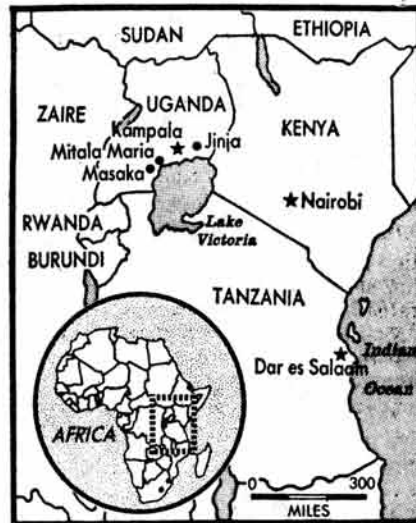 SUDAN
ETHIOPIA
ZAIRE
UGANDA
Kampala
Jinja
KENYA
Mitala Maria
Masaka
Nairobi
RWANDA
Lake
Victoria
BURUNDI
TANZANIA
Indian
Dar es Salaam
Ocean
AFRICA
0 300
MILES